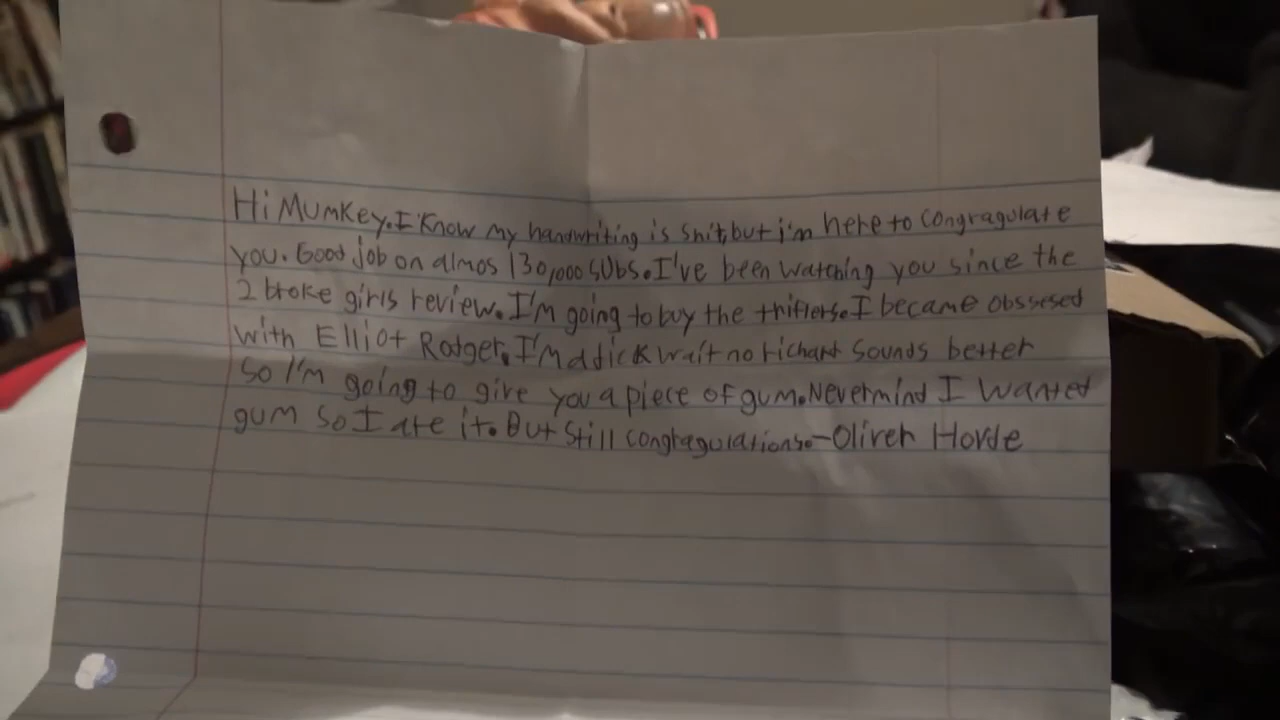 Hi Mumkey. I know my handwriting is shit, but i'm here to congragulate
you. Good job on almos 130,000 subs. I've been watching you since the
2 broke girls review. I'm going to buy the thriflers. I became obssesed
with Elliot Rodger. I'm a dick wait no richard sounds better
so I'm going to give you a piece of gum. Nevermind I wanted
gum so I ate it. But still congragulations. -Oliver Horde